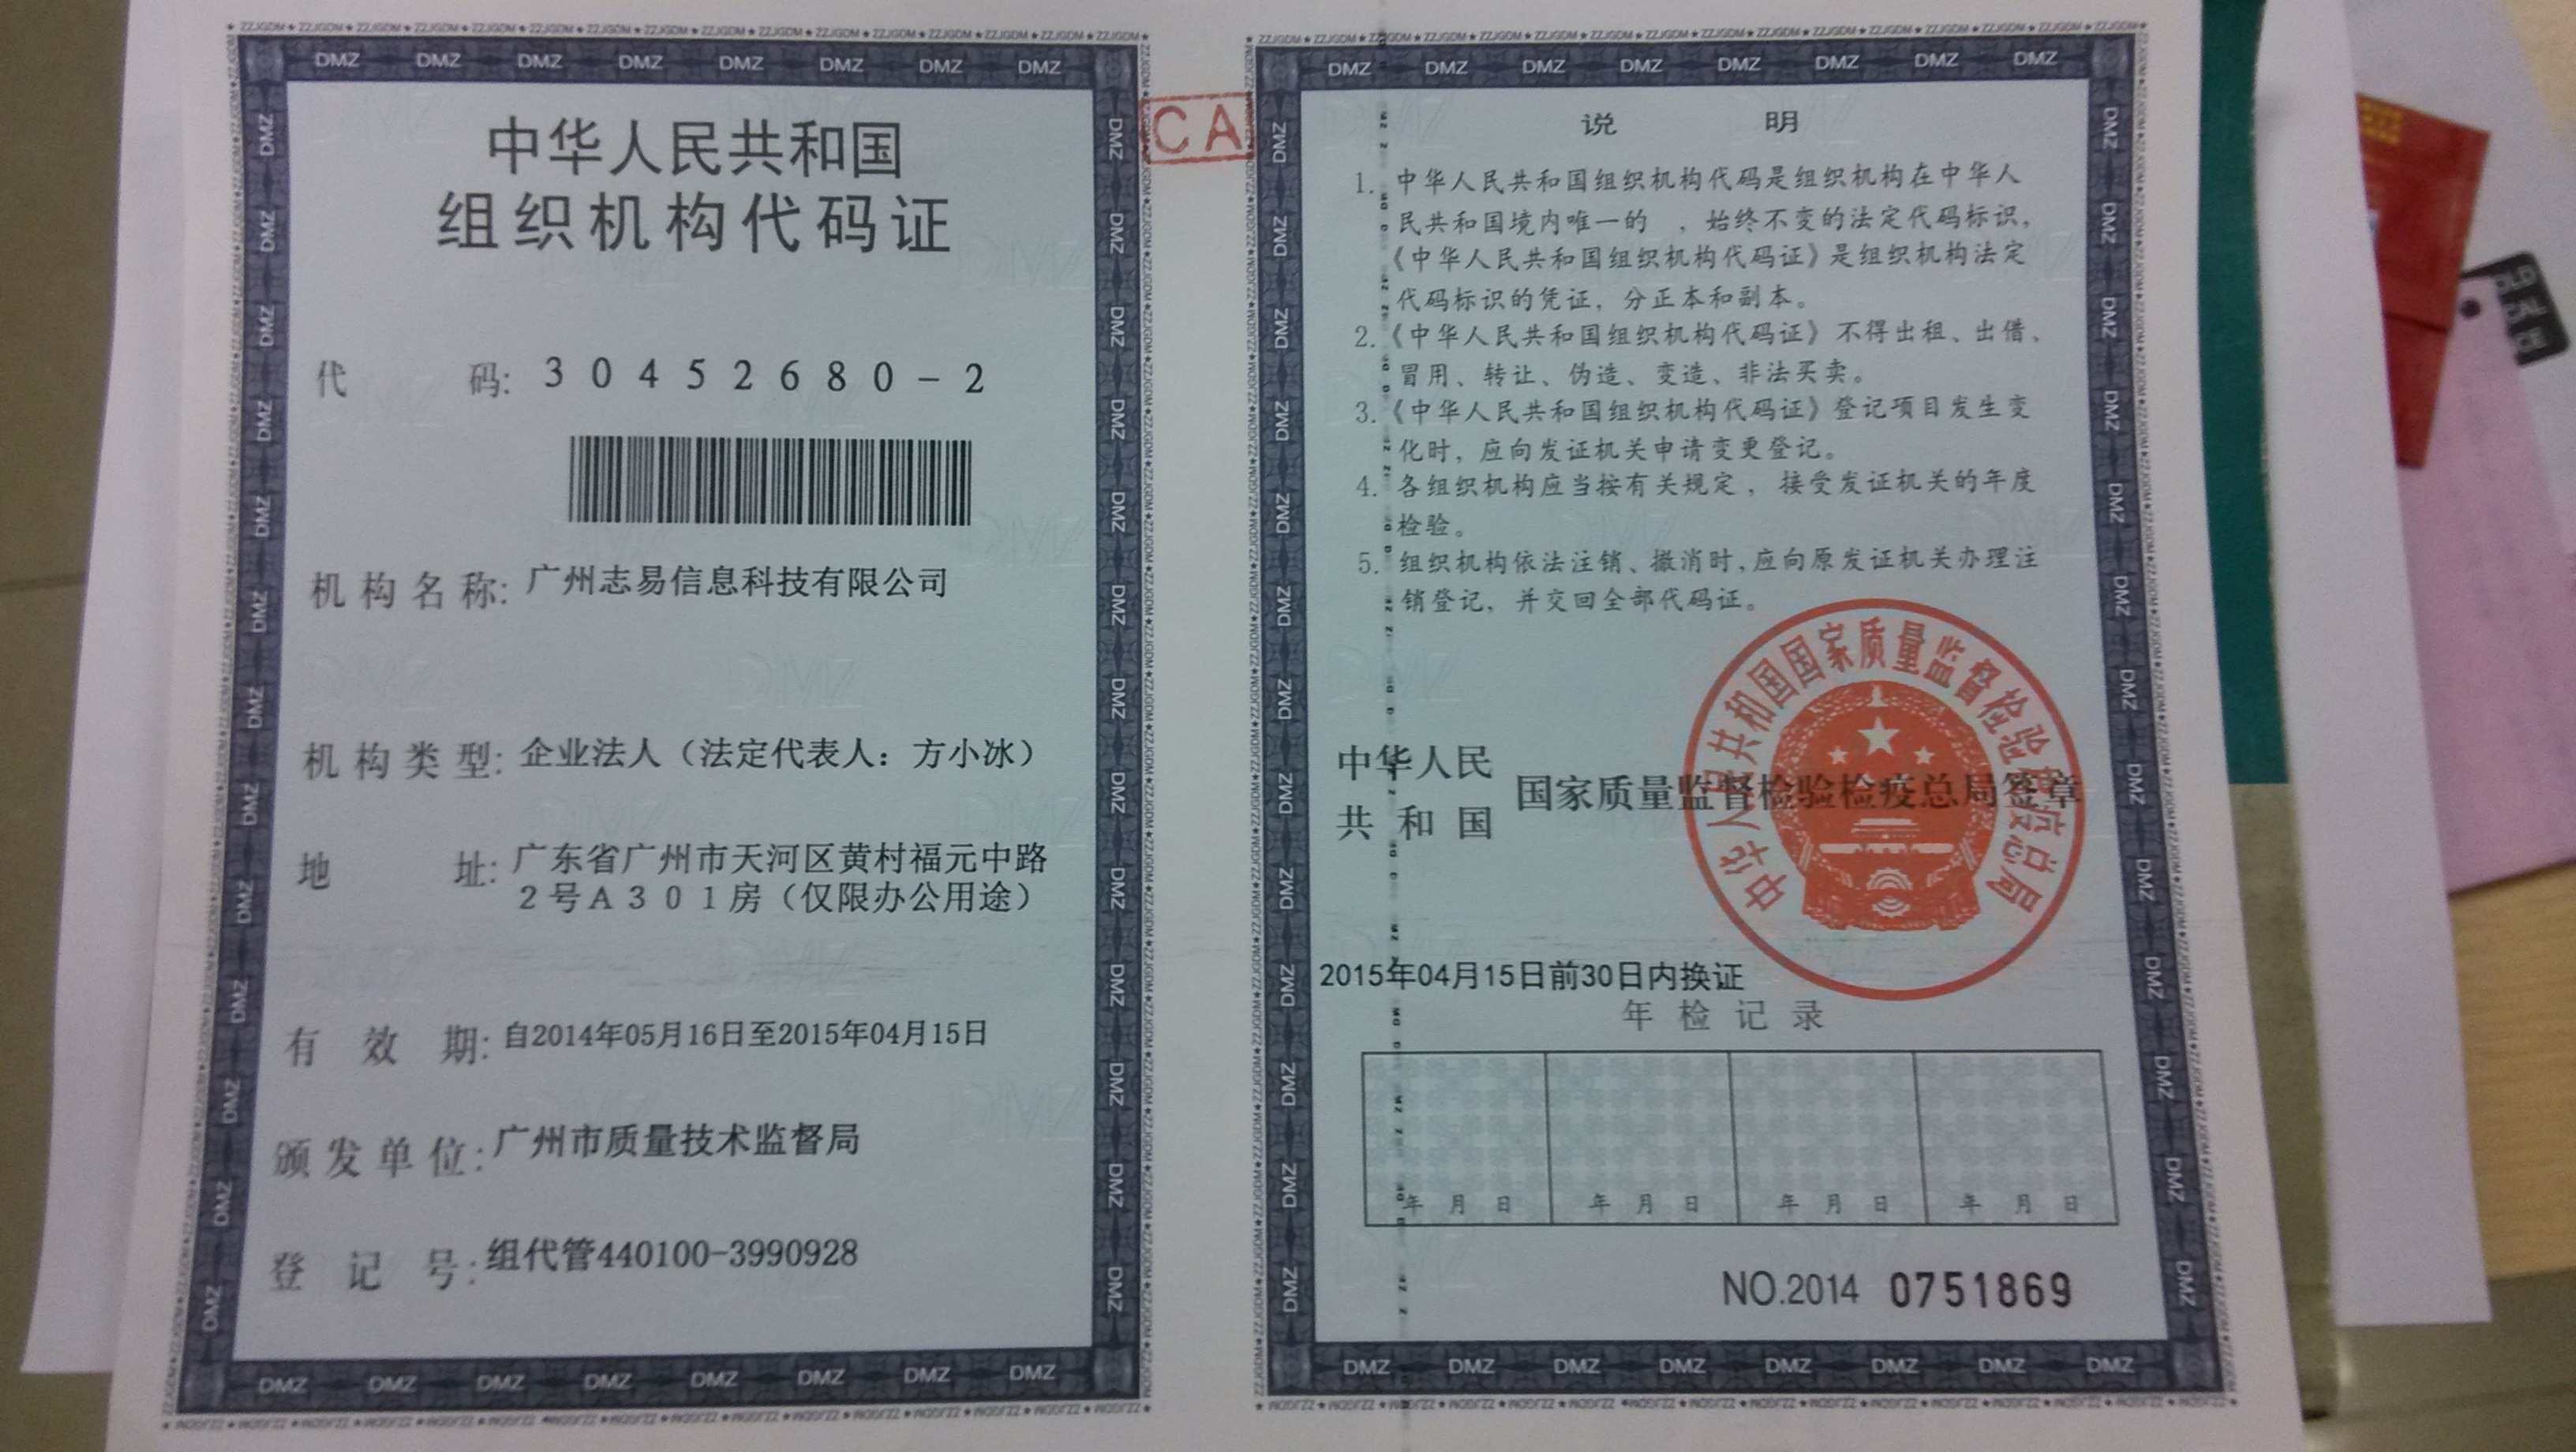 中华人民共和国
组织机构代码证
代 码: 30452680-2
机构名称: 广州志易信息科技有限公司
机构类型: 企业法人（法定代表人：方小冰）
地 址: 广东省广州市天河区黄村福元中路
2号A301房（仅限办公用途）
有 效 期: 自2014年05月16日至2015年04月15日
颁发单位: 广州市质量技术监督局
登 记 号: 组代管440100-3990928
CA
说 明
1. 中华人民共和国组织机构代码是组织机构在中华人
民共和国境内唯一的 ，始终不变的法定代码标识，
《中华人民共和国组织机构代码证》是组织机构法定
代码标识的凭证，分正本和副本。
2.《中华人民共和国组织机构代码证》不得出租、出借、
冒用、转让、伪造、变造、非法买卖。
3.《中华人民共和国组织机构代码证》登记项目发生变
化时，应向发证机关申请变更登记。
4. 各组织机构应当按有关规定，接受发证机关的年度
检验。
5. 组织机构依法注销、撤消时，应向原发证机关办理注
销登记，并交回全部代码证。
中华人民
共和国
国家质量监督检验检疫总局签章
中华人民共和国国家质量监督检验检疫总局
2015年04月15日前30日内换证
年检记录
年 月 日 年 月 日 年 月 日 年 月 日
NO.2014 0751869